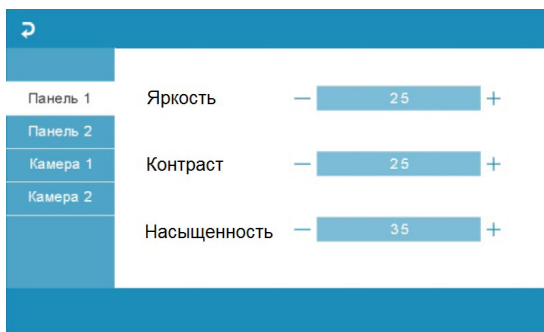 Панель 1
Панель 2
Камера 1
Камера 2
Яркость — 25 +
Контраст — 25 +
Насыщенность — 35 +